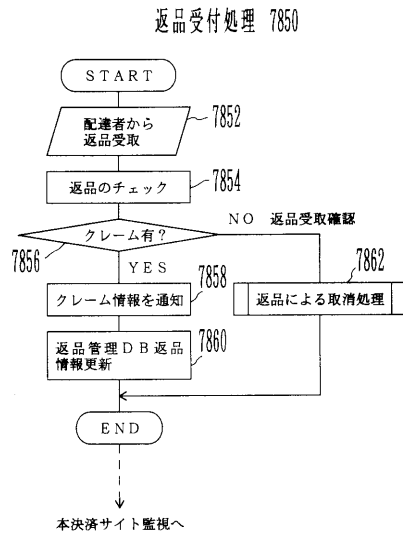 返品受付処理 7850
START
配達者から
返品受取
7852
返品のチェック
7854
クレーム有?
7856
NO 返品受取確認
YES
クレーム情報を通知
7858
返品による取消処理
7862
返品管理DB返品
情報更新
7860
END
本決済サイト監視へ